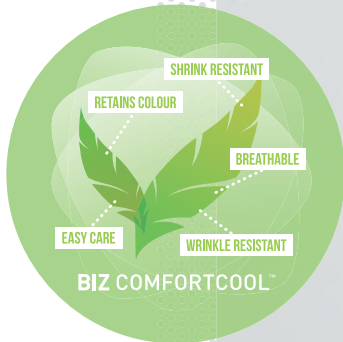 SHRINK RESISTANT
RETAINS COLOUR
BREATHABLE
EASY CARE
WRINKLE RESISTANT
BIZ COMFORTCOOL™